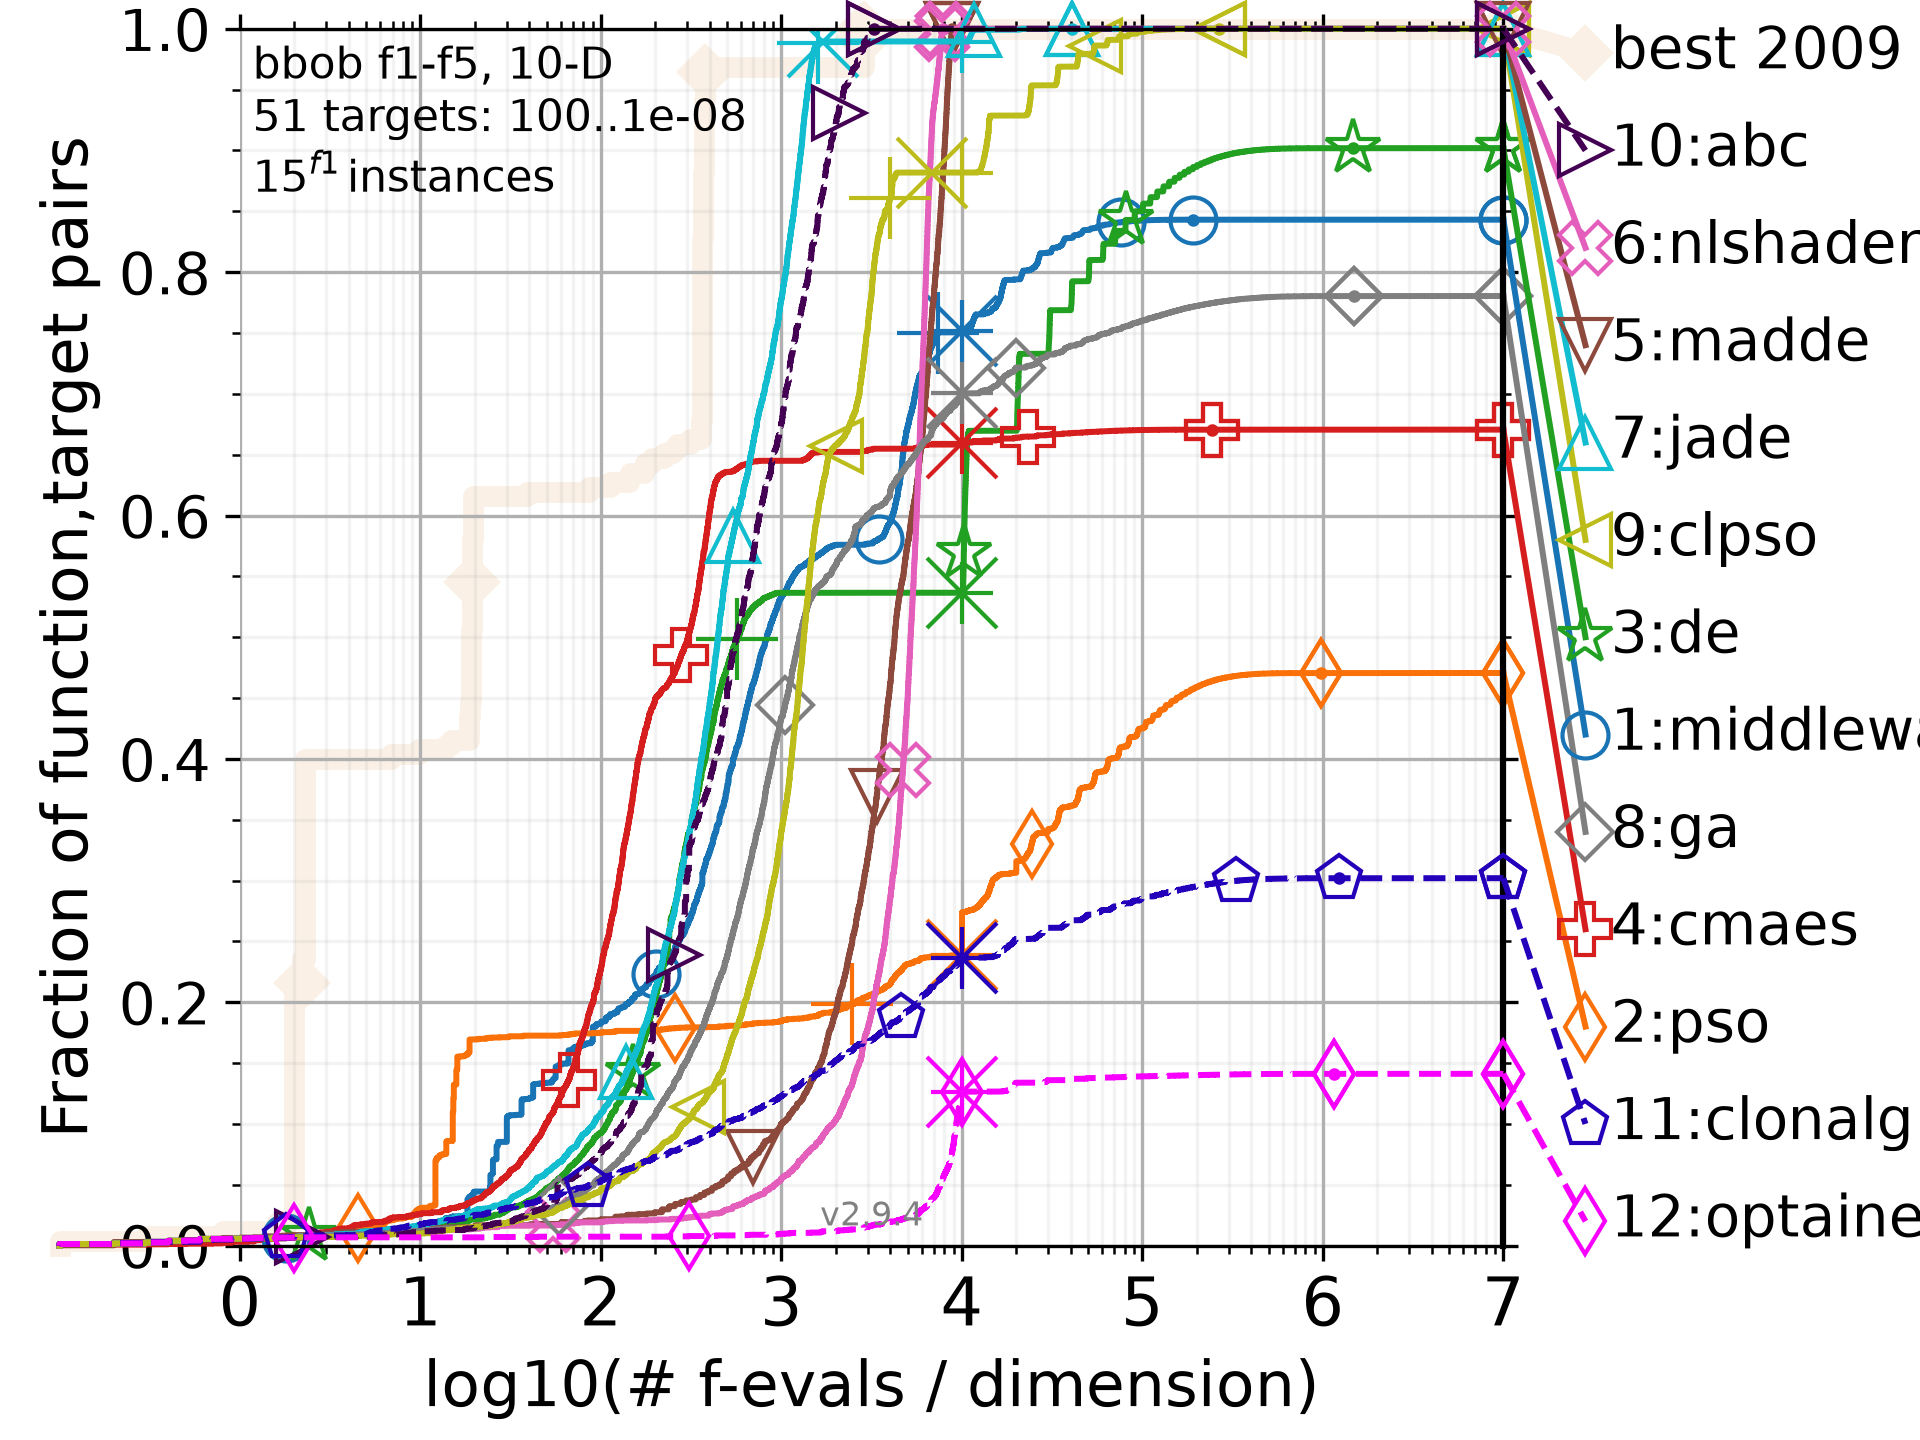 1.0
0.8
0.6
0.4
0.2
0.0
Fraction of function,target pairs
bbob f1-f5, 10-D
51 targets: 100..1e-08
15f1 instances
v2.9.4
0 1 2 3 4 5 6 7
log10(# f-evals / dimension)
best 2009
10:abc
6:nlshader
5:madde
7:jade
9:clpso
3:de
1:middlewa
8:ga
4:cmaes
2:pso
11:clonalg
12:optaine